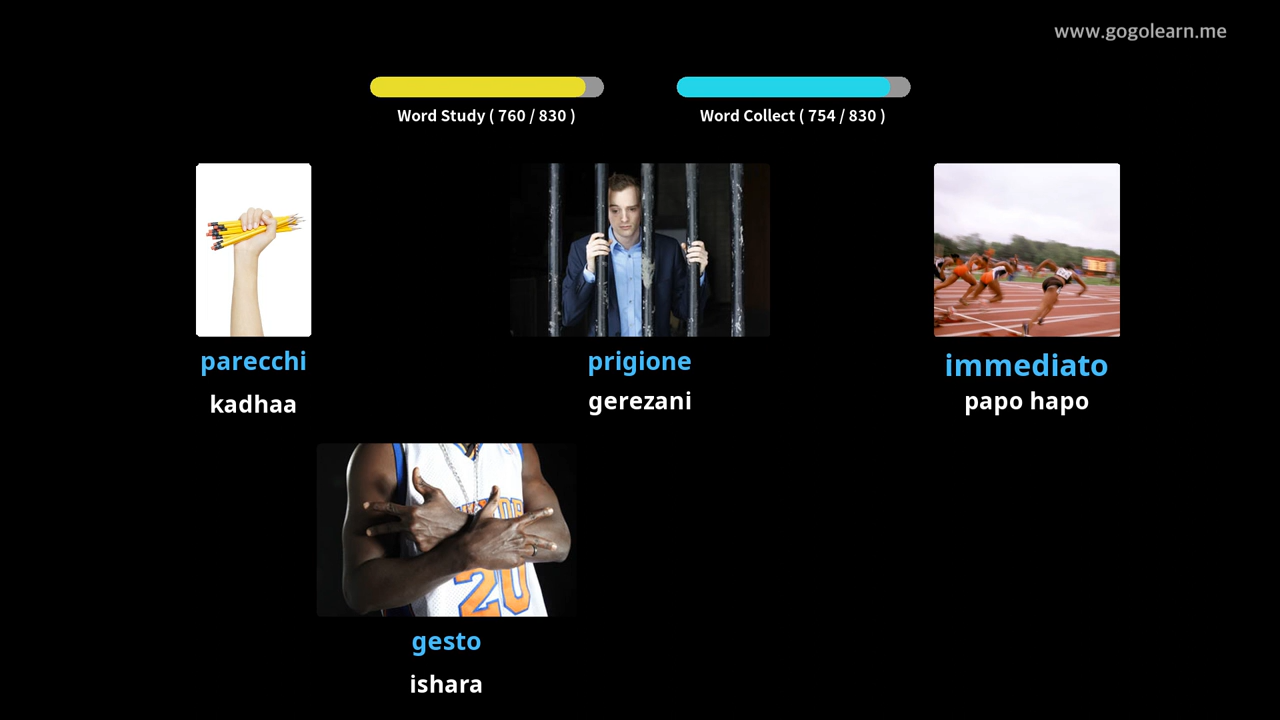 www.gogolearn.me
Word Study ( 760 / 830 )
Word Collect ( 754 / 830 )
parecchi
kadhaa
prigione
gerezani
immediato
papo hapo
20
gesto
ishara